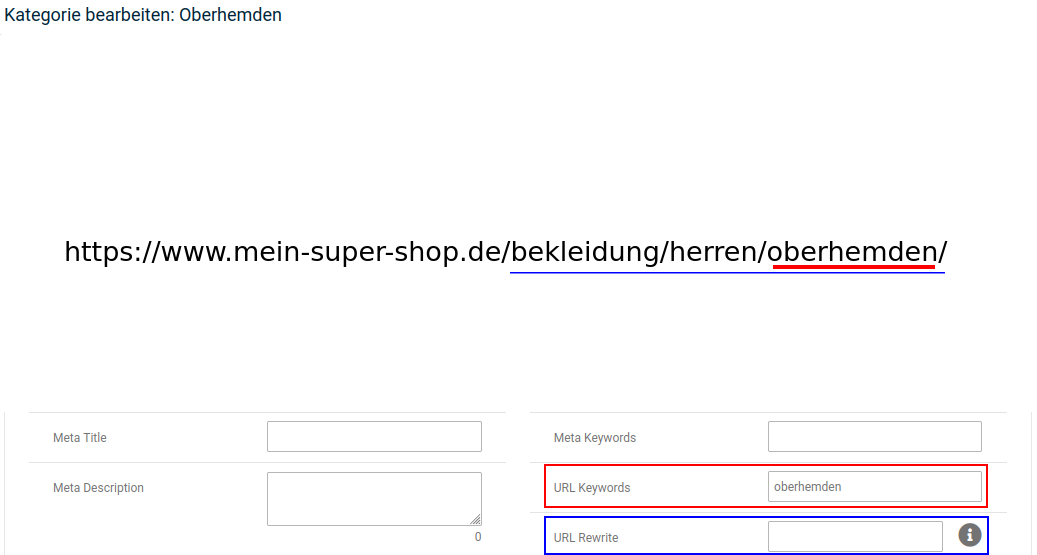 Kategorie bearbeiten: Oberhemden
https://www.mein-super-shop.de/bekleidung/herren/oberhemden/
Meta Title
Meta Keywords
Meta Description
0
URL Keywords
oberhemden
URL Rewrite
i